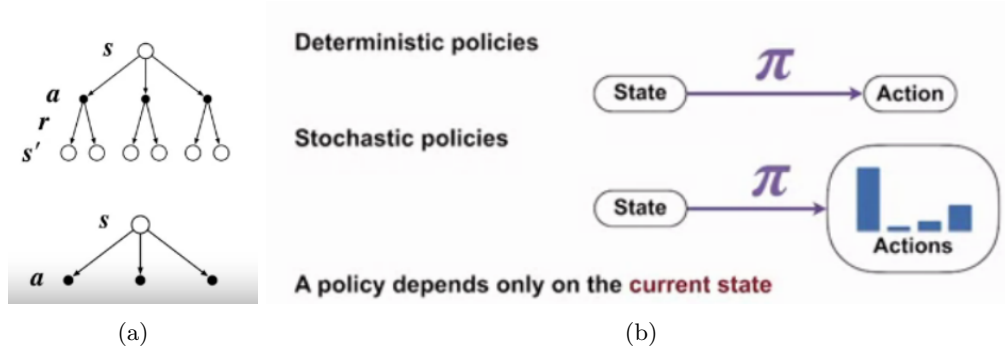 s
a
r
s′
s
a
(a)
Deterministic policies
π
State
Action
Stochastic policies
π
State
Actions
A policy depends only on the current state
(b)